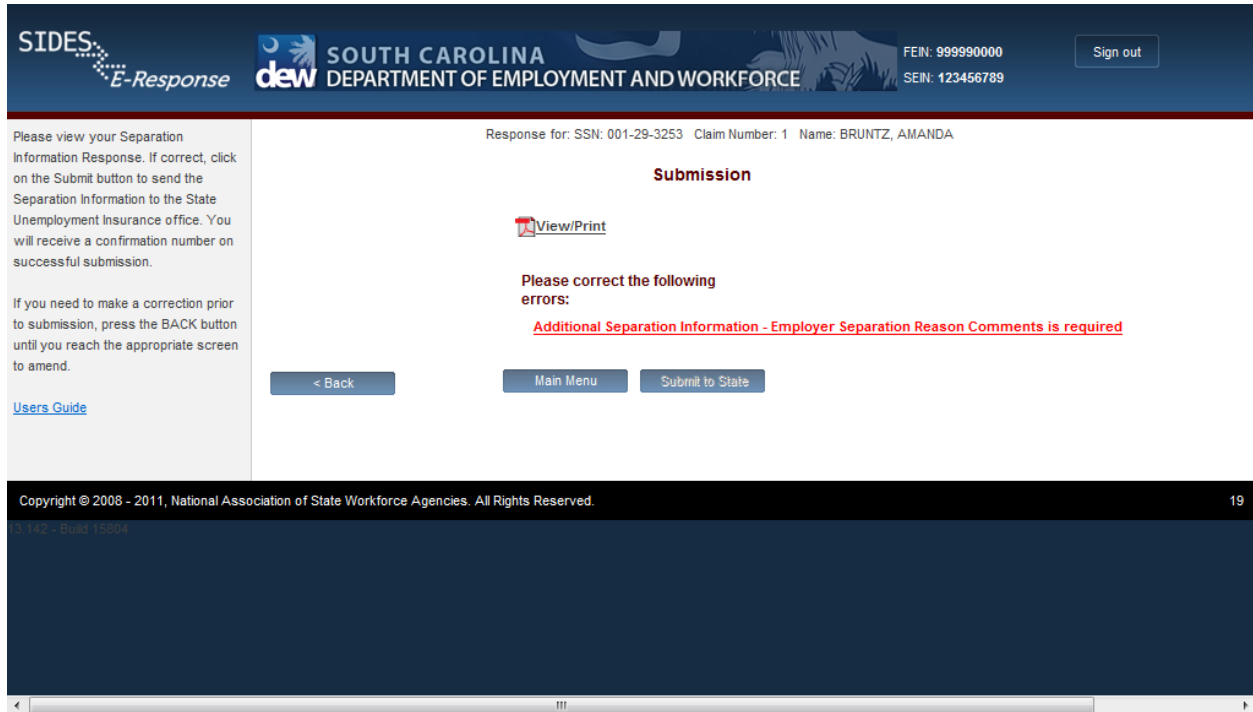 SIDES
E-Response
dew
SOUTH CAROLINA
DEPARTMENT OF EMPLOYMENT AND WORKFORCE
FEIN: 999990000
SEIN: 123456789
Sign out
Please view your Separation
Information Response. If correct, click
on the Submit button to send the
Separation Information to the State
Unemployment Insurance office. You
will receive a confirmation number on
successful submission.
If you need to make a correction prior
to submission, press the BACK button
until you reach the appropriate screen
to amend.
Users Guide
Response for: SSN: 001-29-3253 Claim Number: 1 Name: BRUNTZ, AMANDA
Submission
View/Print
Please correct the following
errors:
Additional Separation Information - Employer Separation Reason Comments is required
< Back
Main Menu
Submit to State
Copyright © 2008 - 2011, National Association of State Workforce Agencies. All Rights Reserved.
19
13.142 - Build 15804